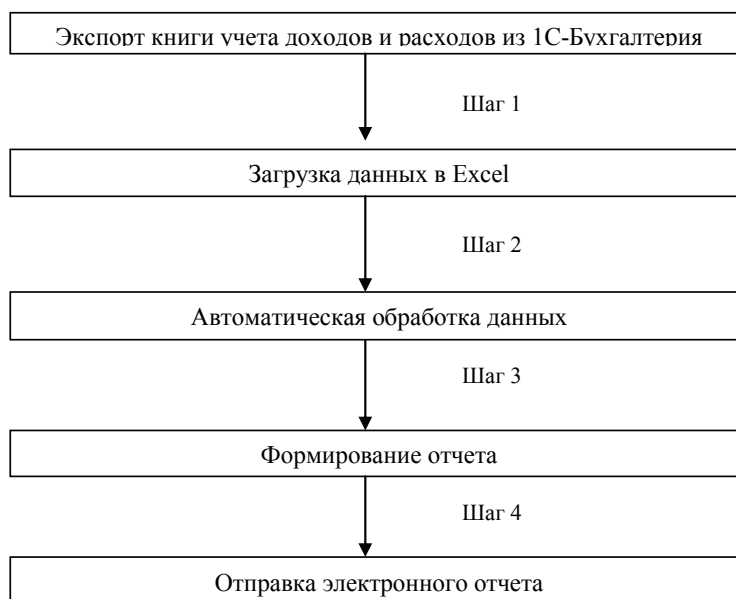 Экспорт книги учета доходов и расходов из 1С-Бухгалтерия
Шаг 1
Загрузка данных в Excel
Шаг 2
Автоматическая обработка данных
Шаг 3
Формирование отчета
Шаг 4
Отправка электронного отчета